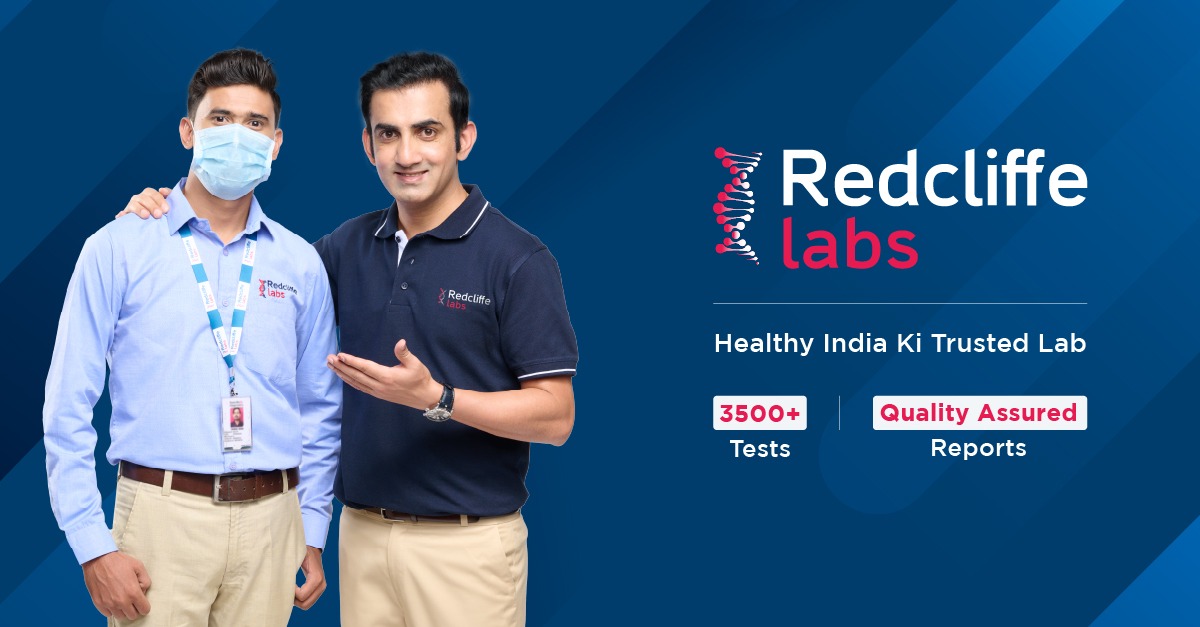 Redcliffe
labs
Healthy India Ki Trusted Lab
3500+
Tests
Quality Assured
Reports
Redcliffe
labs
Redcliffe
labs